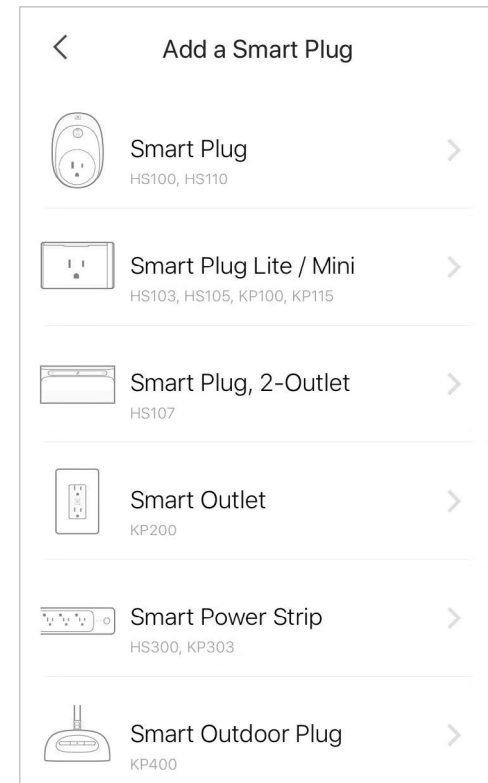 Add a Smart Plug
Smart Plug
HS100, HS110
Smart Plug Lite / Mini
HS103, HS105, KP100, KP115
Smart Plug, 2-Outlet
HS107
Smart Outlet
KP200
Smart Power Strip
HS300, KP303
Smart Outdoor Plug
KP400